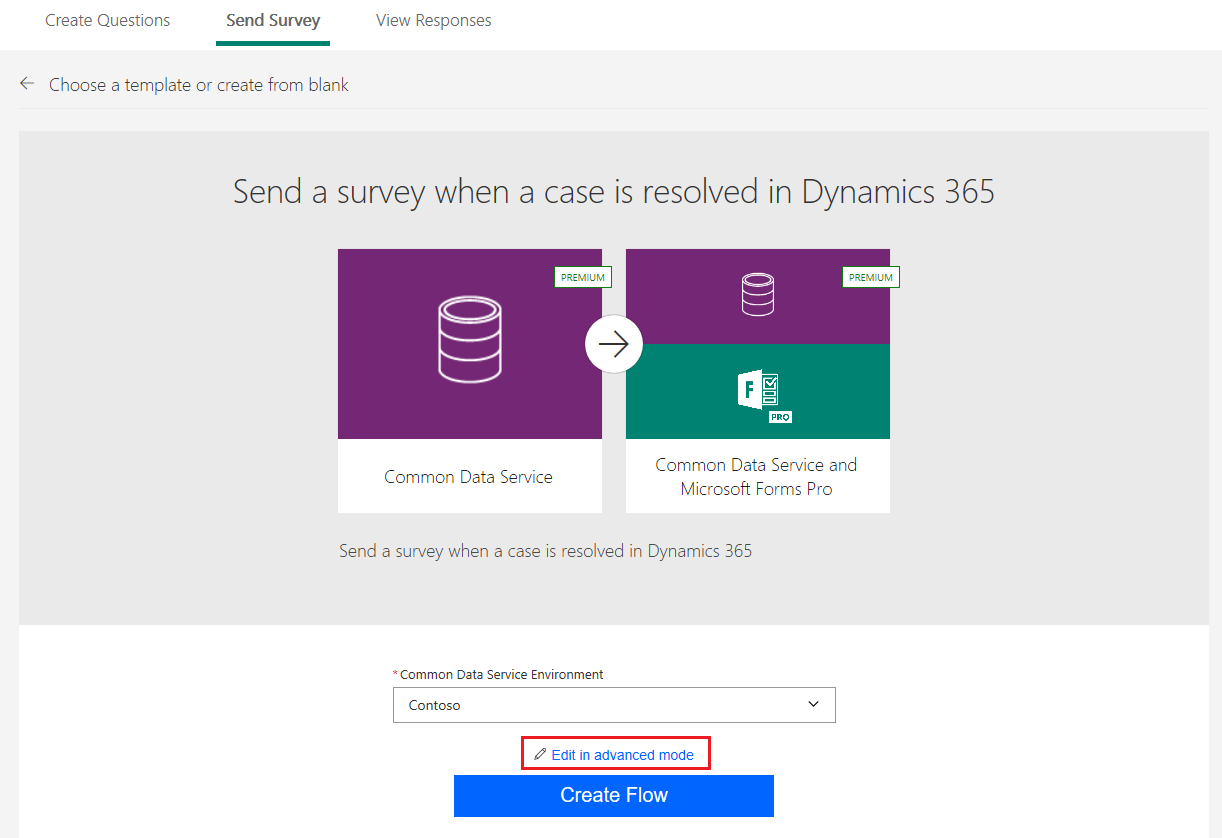 Create Questions
Send Survey
View Responses
Choose a template or create from blank
Send a survey when a case is resolved in Dynamics 365
PREMIUM
PREMIUM
F
PRO
Common Data Service
Common Data Service and
Microsoft Forms Pro
Send a survey when a case is resolved in Dynamics 365
* Common Data Service Environment
Contoso
Edit in advanced mode
Create Flow